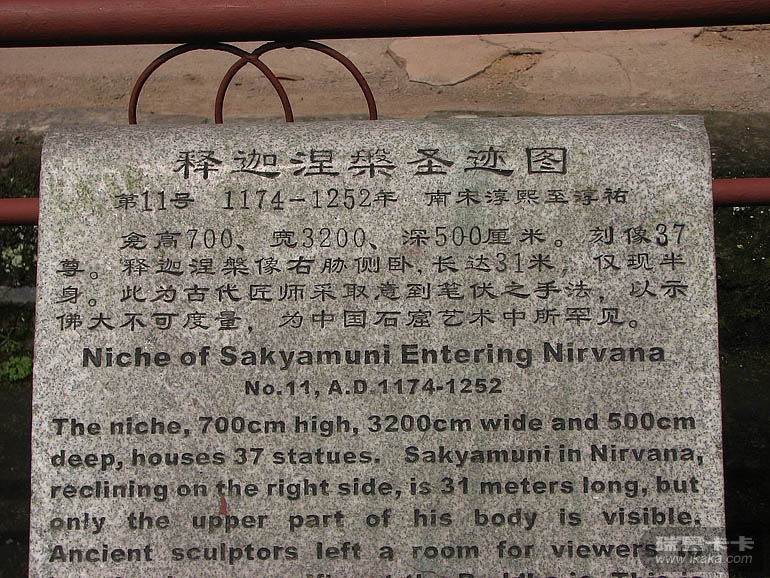 释迦涅槃圣迹图
第11号 1174-1252年 南宋淳熙至淳祐
龛高700、宽3200、深500厘米。刻像37
尊。释迦涅槃像右胁侧卧,长达31米,仅现半
身。此为古代匠师采取意到笔伏之手法,以示
佛大不可度量,为中国石窟艺术中所罕见。
Niche of Sakyamuni Entering Nirvana
No.11, A.D.1174-1252
The niche, 700cm high, 3200cm wide and 500cm
deep, houses 37 statues. Sakyamuni in Nirvana,
reclining on the right side, is 31 meters long, but
only the upper part of his body is visible.
Ancient sculptors left a room for viewers
www.ikaka.com